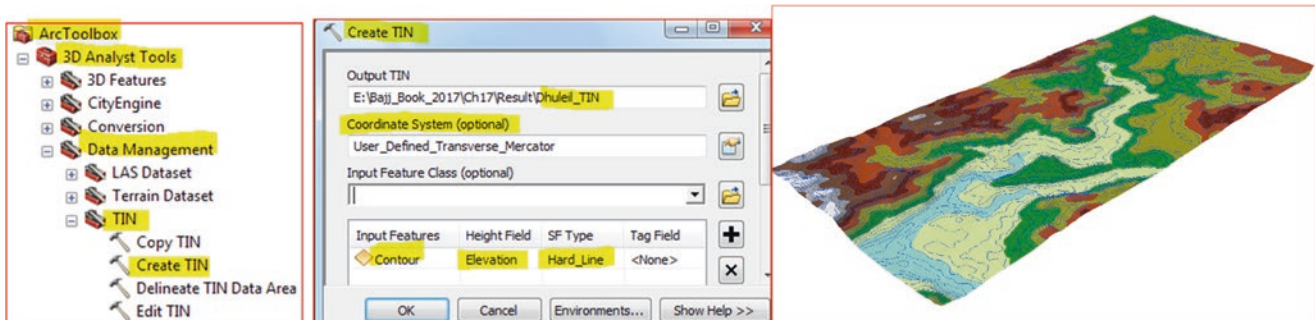 ArcToolbox
3D Analyst Tools
3D Features
CityEngine
Conversion
Data Management
LAS Dataset
Terrain Dataset
TIN
Copy TIN
Create TIN
Delineate TIN Data Area
Edit TIN
Create TIN
Output TIN
E:\Bajj_Book_2017\Ch17\Result\Dhuleil_TIN
Coordinate System (optional)
User_Defined_Transverse_Mercator
Input Feature Class (optional)
Input Features Height Field SF Type Tag Field
Contour Elevation Hard_Line <None>
OK Cancel Environments... Show Help >>